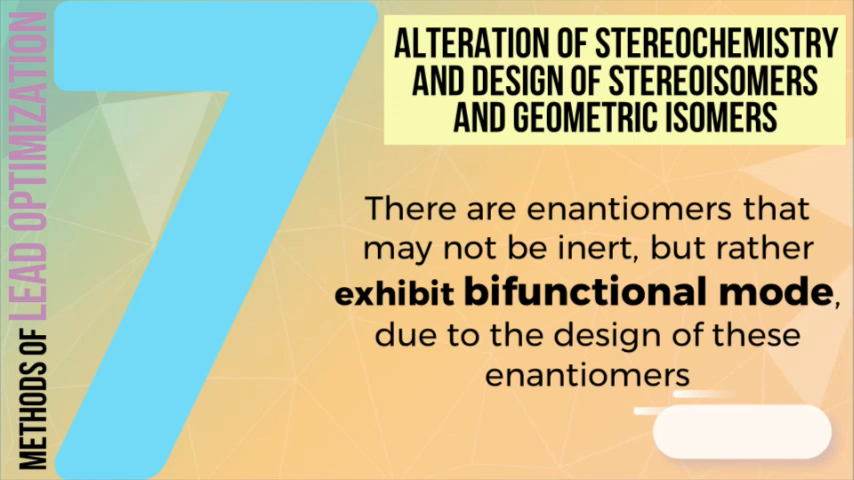 METHODS OF LEAD OPTIMIZATION
7
ALTERATION OF STEREOCHEMISTRY
AND DESIGN OF STEREOISOMERS
AND GEOMETRIC ISOMERS
There are enantiomers that
may not be inert, but rather
exhibit bifunctional mode,
due to the design of these
enantiomers